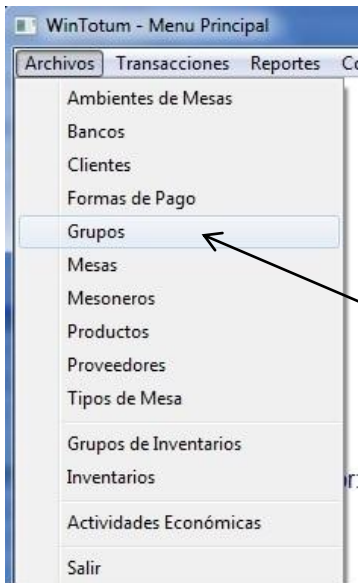 WinTotum - Menu Principal
Archivos Transacciones Reportes
Ambientes de Mesas
Bancos
Clientes
Formas de Pago
Grupos
Mesas
Mesoneros
Productos
Proveedores
Tipos de Mesa
Grupos de Inventarios
Inventarios
Actividades Económicas
Salir